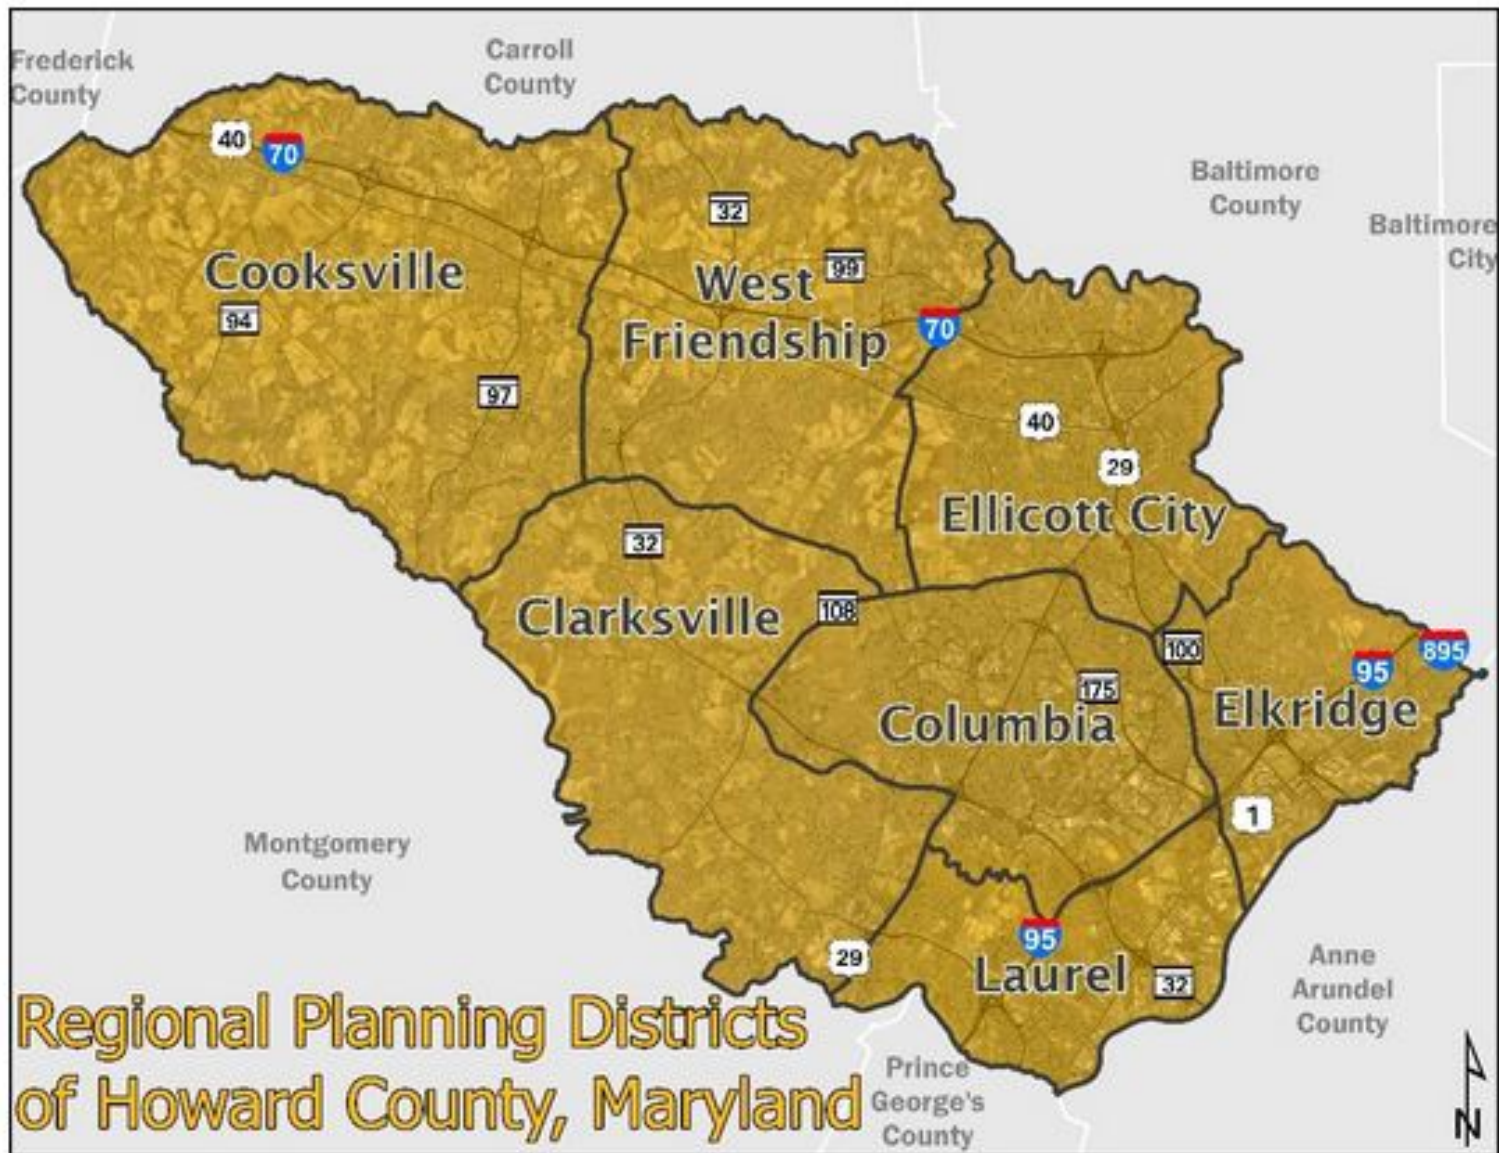 Frederick
County
Carroll
County
40
70
Baltimore
County
Baltimore
City
32
99
Cooksville
West
Friendship
94
70
97
40
29
Ellicott City
32
Clarksville
108
100
895
95
175
Columbia
Elkridge
1
Montgomery
County
95
29
Laurel
32
Anne
Arundel
County
Regional Planning Districts
of Howard County, Maryland
Prince
George's
County
N